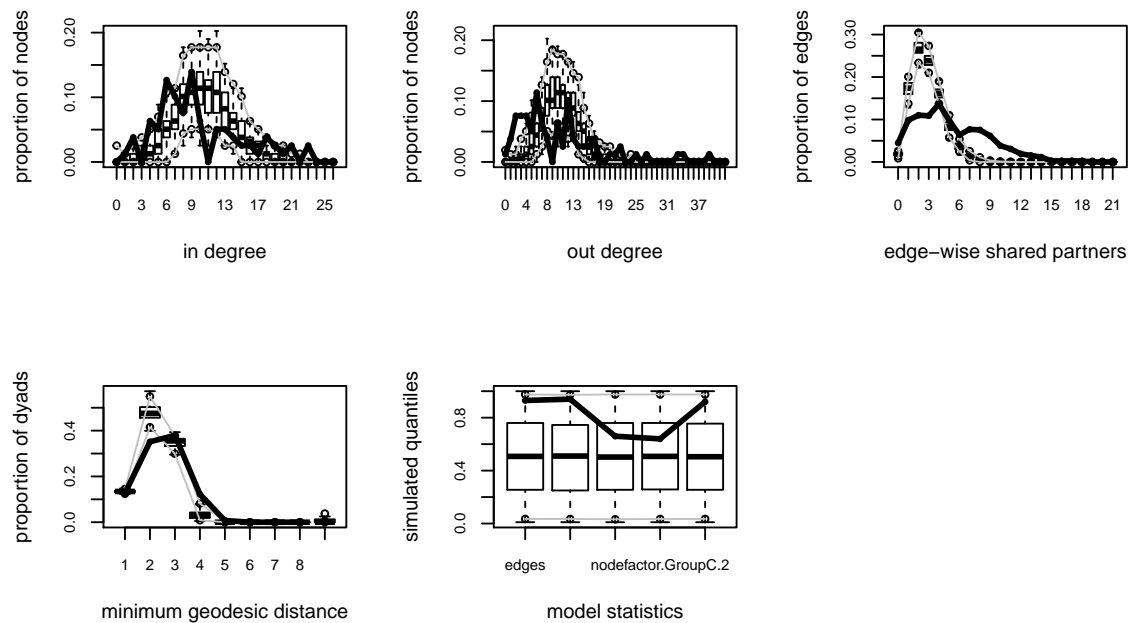 proportion of nodes
0.00
0.10
0.20
0 3 6 9 13 17 21 25
in degree
proportion of nodes
0.00
0.10
0.20
0 4 8 13 19 25 31 37
out degree
proportion of edges
0.00
0.10
0.20
0.30
0 3 6 9 12 15 18 21
edge−wise shared partners
proportion of dyads
0.0
0.2
0.4
1 2 3 4 5 6 7 8
minimum geodesic distance
simulated quantiles
0.0
0.4
0.8
edges nodefactor.GroupC.2
model statistics